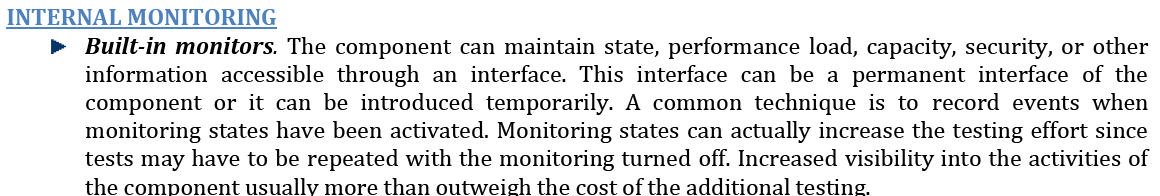 INTERNAL MONITORING
Built-in monitors. The component can maintain state, performance load, capacity, security, or other
information accessible through an interface. This interface can be a permanent interface of the
component or it can be introduced temporarily. A common technique is to record events when
monitoring states have been activated. Monitoring states can actually increase the testing effort since
tests may have to be repeated with the monitoring turned off. Increased visibility into the activities of
the component usually more than outweigh the cost of the additional testing.